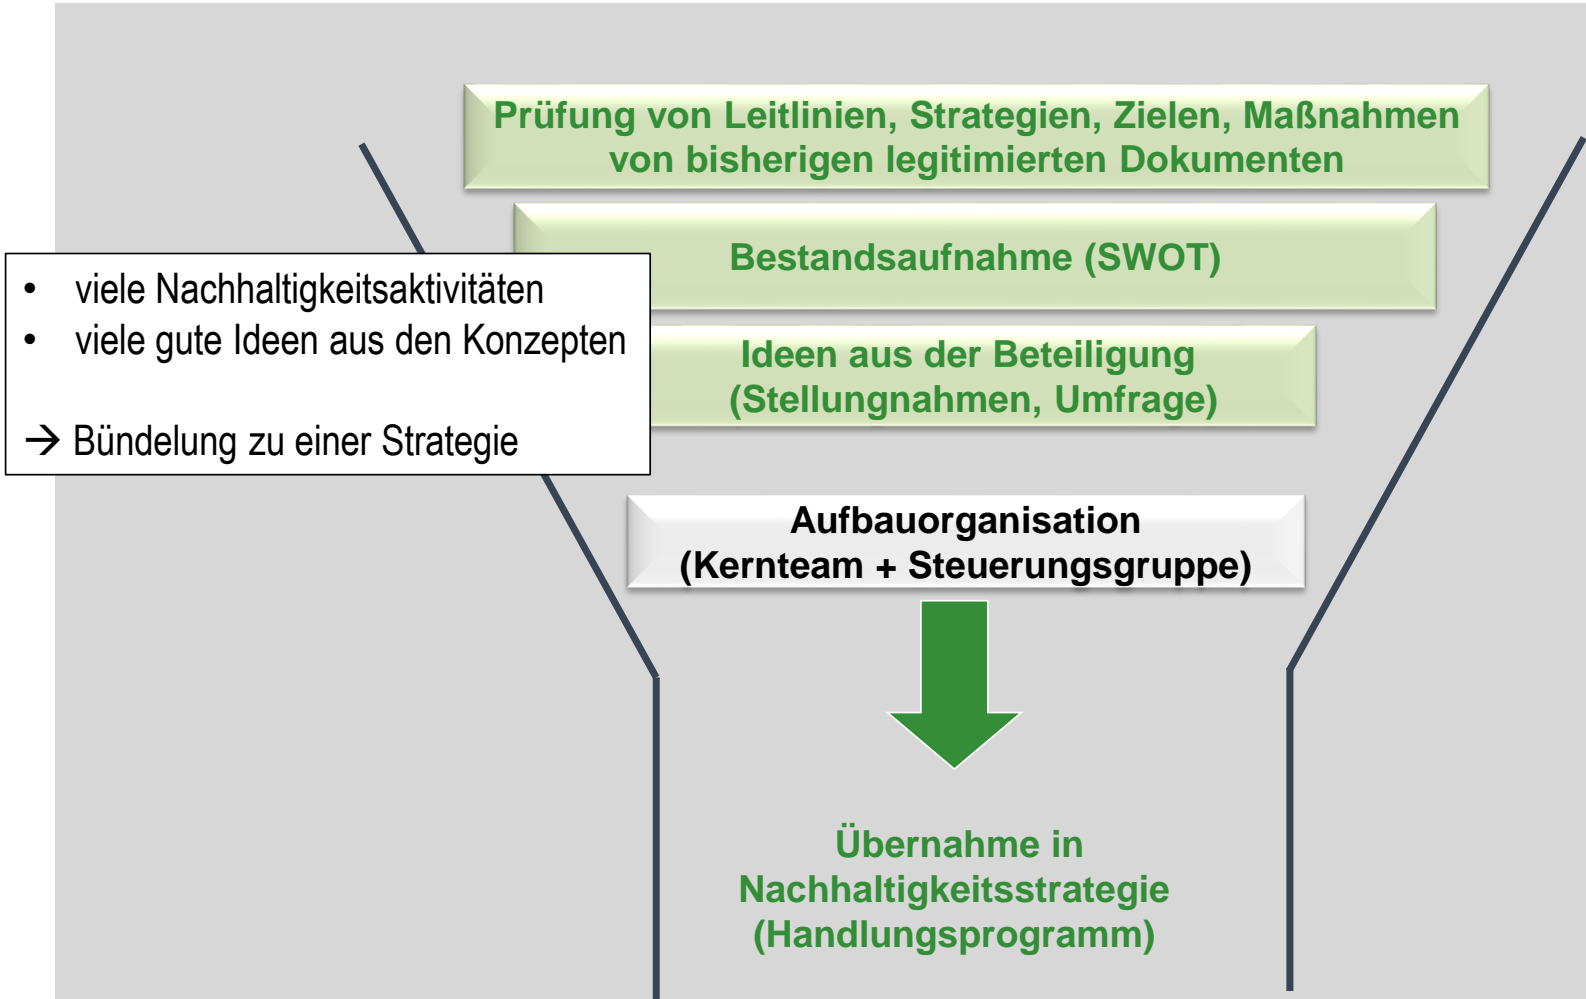 Prüfung von Leitlinien, Strategien, Zielen, Maßnahmen
von bisherigen legitimierten Dokumenten
Bestandsaufnahme (SWOT)
• viele Nachhaltigkeitsaktivitäten
• viele gute Ideen aus den Konzepten
→ Bündelung zu einer Strategie
Ideen aus der Beteiligung
(Stellungnahmen, Umfrage)
Aufbauorganisation
(Kernteam + Steuerungsgruppe)
Übernahme in
Nachhaltigkeitsstrategie
(Handlungsprogramm)